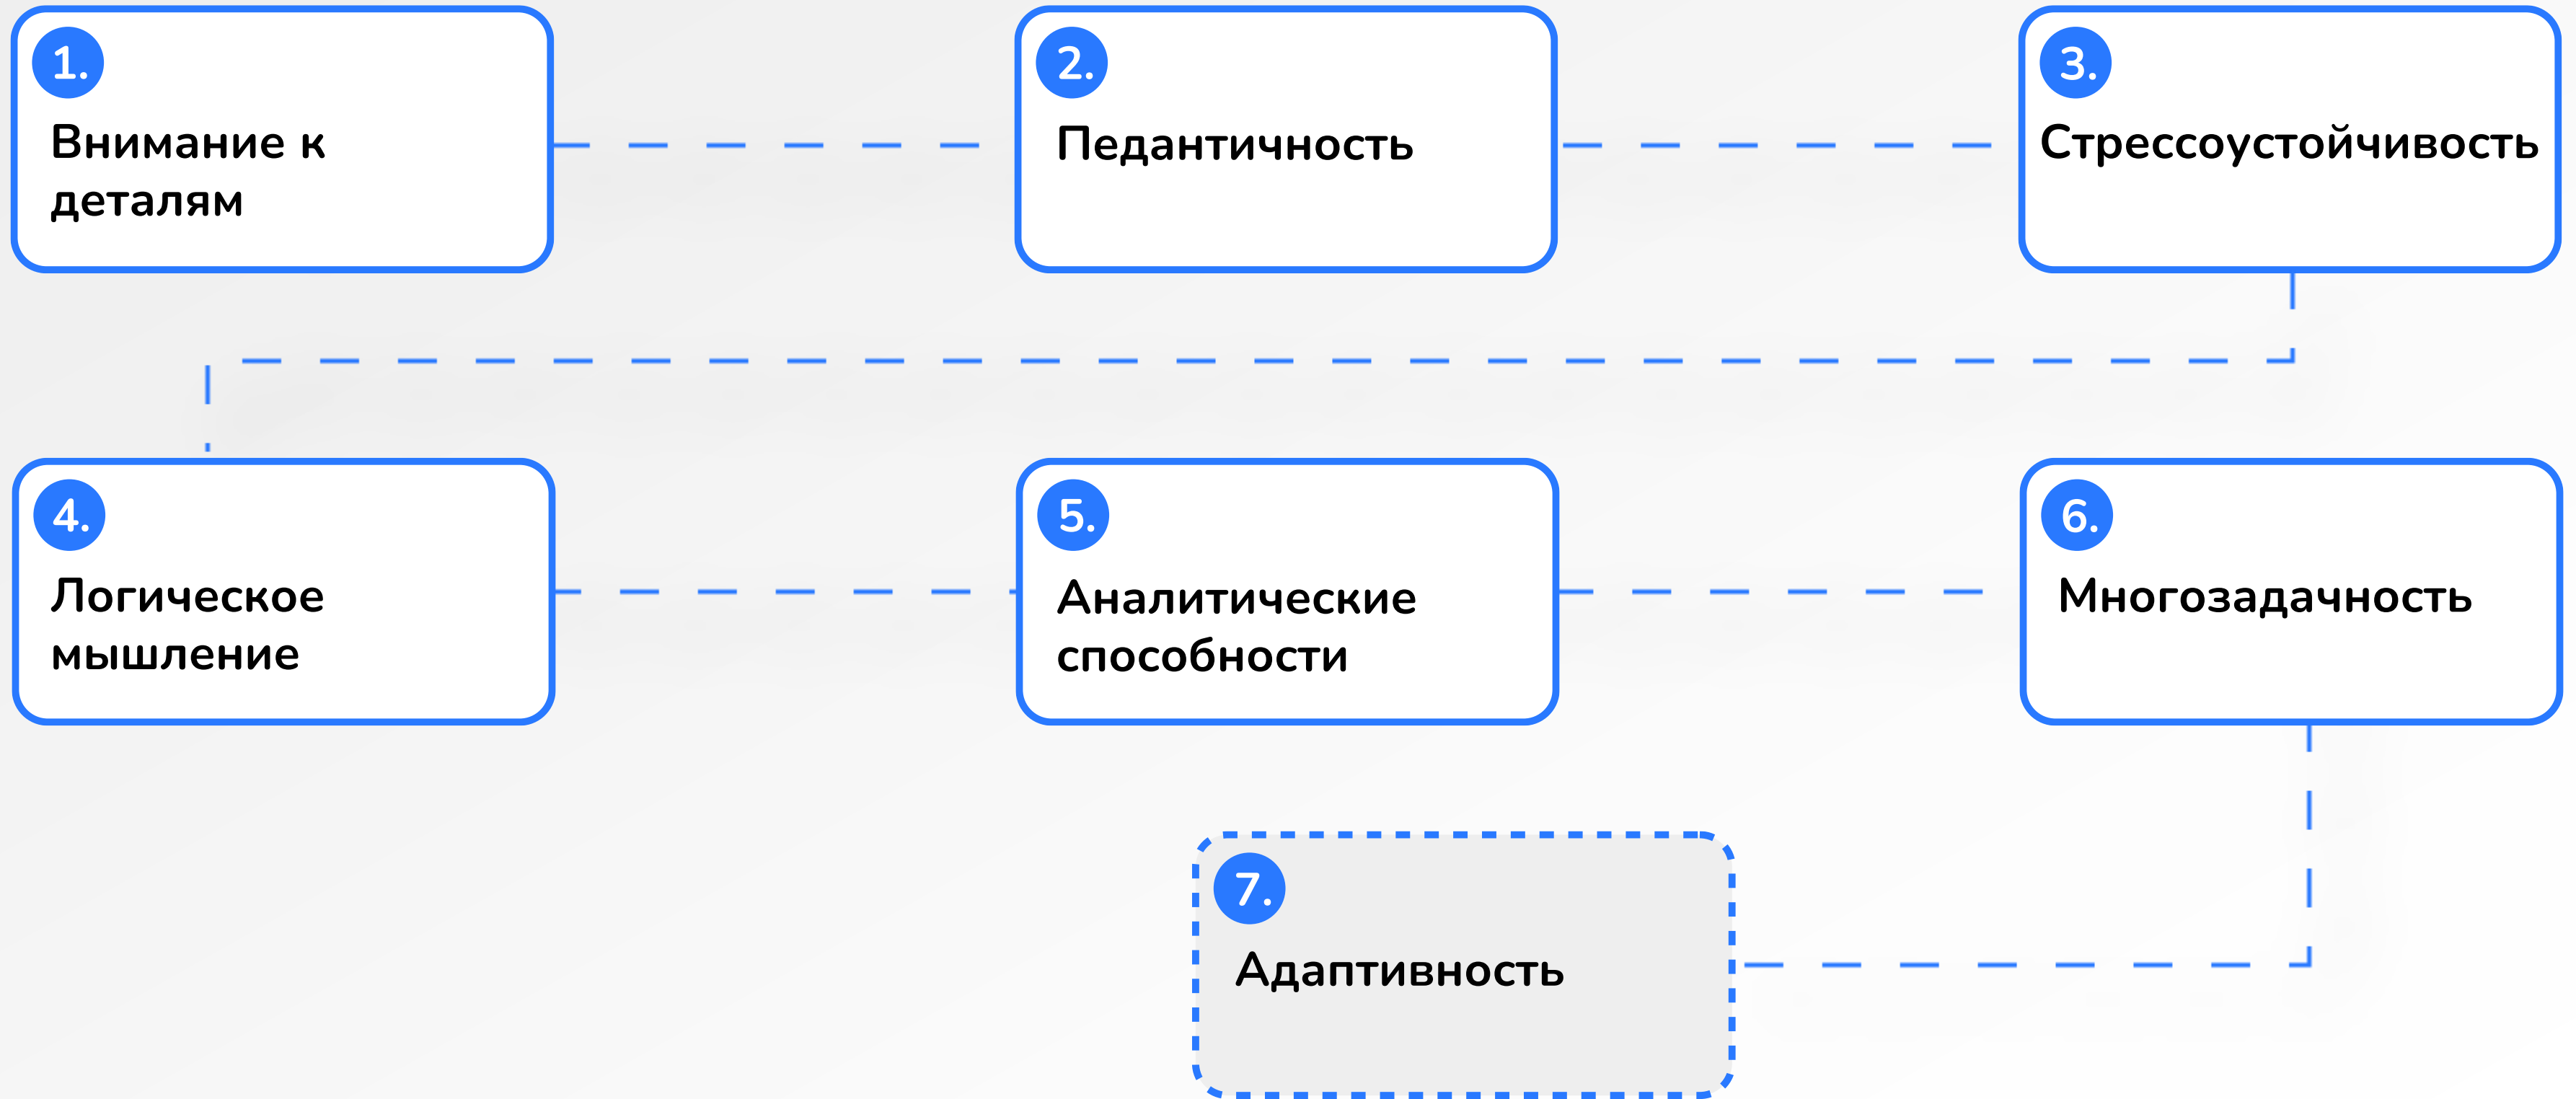 1.
Внимание к
деталям
2.
Педантичность
3.
Стрессоустойчивость
4.
Логическое
мышление
5.
Аналитические
способности
6.
Многозадачность
7.
Адаптивность